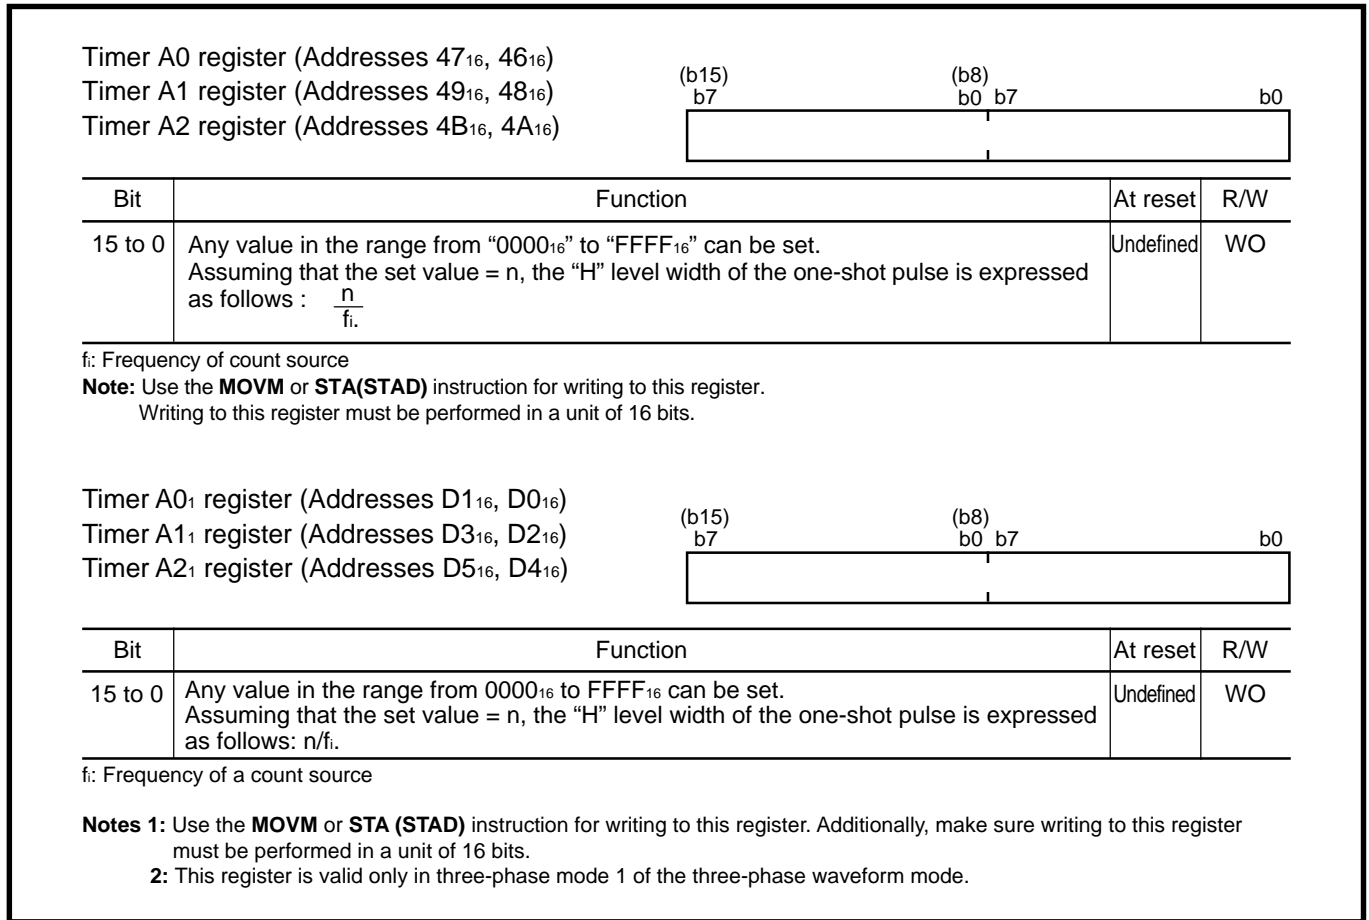 Timer A0 register (Addresses 47₁₆, 46₁₆)
Timer A1 register (Addresses 49₁₆, 48₁₆)
Timer A2 register (Addresses 4B₁₆, 4A₁₆)
(b15) (b8)
b7 b0 b7 b0
Bit Function At reset R/W
15 to 0 Any value in the range from “0000₁₆” to “FFFF₁₆” can be set. Undefined WO
Assuming that the set value = n, the “H” level width of the one-shot pulse is expressed
as follows : n
fᵢ.
fᵢ: Frequency of count source
Note: Use the MOVM or STA(STAD) instruction for writing to this register.
Writing to this register must be performed in a unit of 16 bits.
Timer A0₁ register (Addresses D1₁₆, D0₁₆)
Timer A1₁ register (Addresses D3₁₆, D2₁₆)
Timer A2₁ register (Addresses D5₁₆, D4₁₆)
(b15) (b8)
b7 b0 b7 b0
Bit Function At reset R/W
15 to 0 Any value in the range from 0000₁₆ to FFFF₁₆ can be set. Undefined WO
Assuming that the set value = n, the “H” level width of the one-shot pulse is expressed
as follows: n/fᵢ.
fᵢ: Frequency of a count source
Notes 1: Use the MOVM or STA (STAD) instruction for writing to this register. Additionally, make sure writing to this register
must be performed in a unit of 16 bits.
2: This register is valid only in three-phase mode 1 of the three-phase waveform mode.